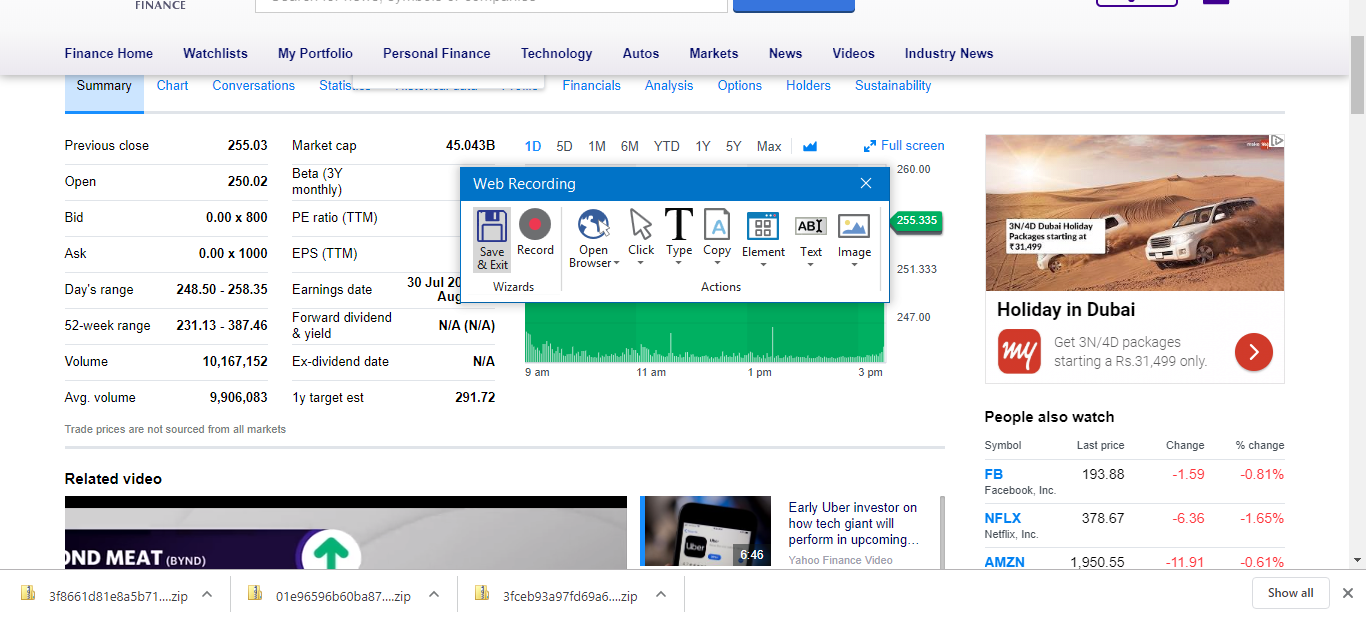 FINANCE
Finance Home Watchlists My Portfolio Personal Finance Technology Autos Markets News Videos Industry News
Summary Chart Conversations Financials Analysis Options Holders Sustainability
Previous close 255.03
Open 250.02
Bid 0.00 x 800
Ask 0.00 x 1000
Day's range 248.50 - 258.35
52-week range 231.13 - 387.46
Volume 10,167,152
Avg. volume 9,906,083
Trade prices are not sourced from all markets
Market cap 45.043B
Beta (3Y
monthly)
PE ratio (TTM)
EPS (TTM)
Earnings date 30 Jul
Forward dividend
& yield N/A (N/A)
Ex-dividend date N/A
1y target est 291.72
1D 5D 1M 6M YTD 1Y 5Y Max Full screen
260.00
255.335
251.333
247.00
9 am 11 am 1 pm 3 pm
Web Recording
Save
& Exit
Record
Wizards
Open
Browser
Click
Type
A
Copy
Element
ABI
Text
Image
Actions
3N/4D Dubai Holiday
Packages starting at
₹31,499
Holiday in Dubai
my
Get 3N/4D packages
starting a Rs.31,499 only.
People also watch
Symbol Last price Change % change
FB 193.88 -1.59 -0.81%
Facebook, Inc.
NFLX 378.67 -6.36 -1.65%
Netflix, Inc.
AMZN 1,950.55 -11.91 -0.61%
Related video
OND MEAT (BYND)
Uber
6:46
Early Uber investor on
how tech giant will
perform in upcoming...
Yahoo Finance Video
3f8661d81e8a5b71....zip
01e96596b60ba87....zip
3fceb93a97fd69a6....zip
Show all